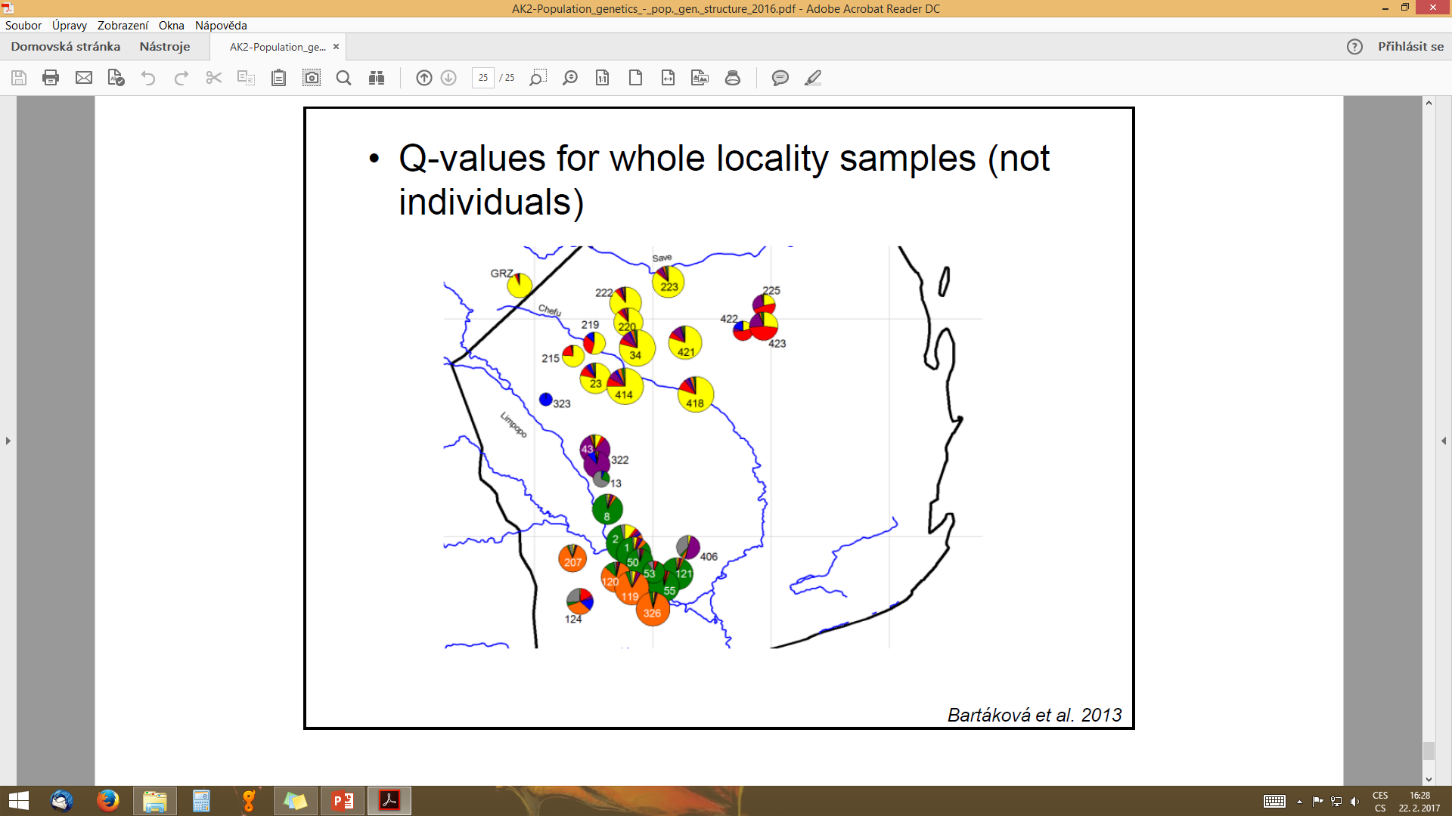 AK2-Population_genetics_-_pop._gen._structure_2016.pdf - Adobe Acrobat Reader DC
Soubor Úpravy Zobrazení Okna Nápověda
Domovská stránka Nástroje AK2-Population_ge... × Přihlásit se
25 / 25
• Q-values for whole locality samples (not
individuals)
Save
GRZ
223
225
222
Chefu
422
219
220
423
34
421
215
23
414
418
323
Limpopo
43
322
13
8
2
1
406
50
207
53
121
120
55
119
326
124
Bartáková et al. 2013
CES 16:28
CS 22. 2. 2017